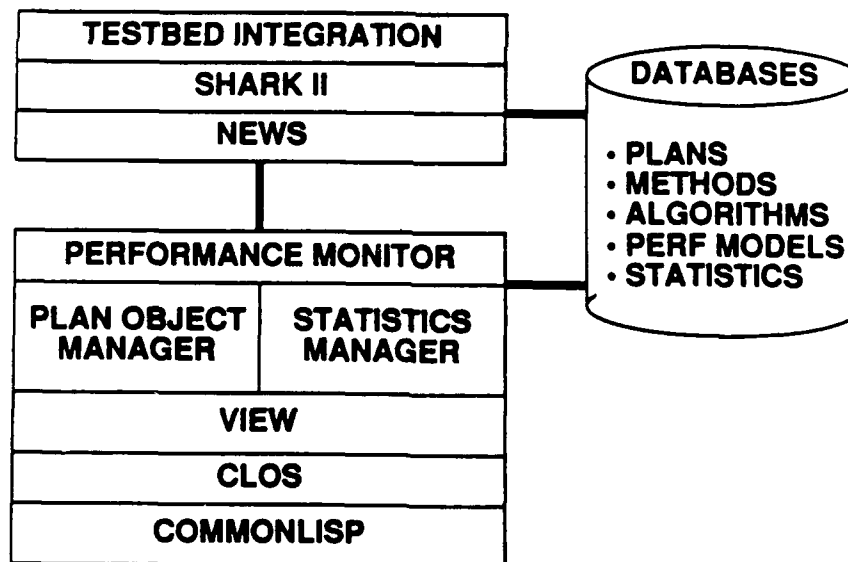 TESTBED INTEGRATION
SHARK II
NEWS
DATABASES
• PLANS
• METHODS
• ALGORITHMS
• PERF MODELS
• STATISTICS
PERFORMANCE MONITOR
PLAN OBJECT
MANAGER
STATISTICS
MANAGER
VIEW
CLOS
COMMONLISP